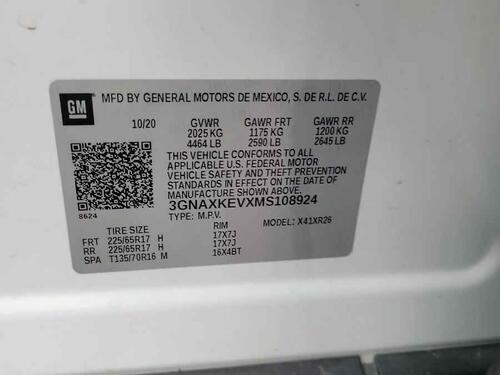 GM
MFD BY GENERAL MOTORS DE MEXICO, S. DE R.L. DE C.V.
10/20 GVWR GAWR FRT GAWR RR
2025 KG 1175 KG 1200 KG
4464 LB 2590 LB 2645 LB
THIS VEHICLE CONFORMS TO ALL
APPLICABLE U.S. FEDERAL MOTOR
VEHICLE SAFETY STANDARDS IN
EFFECT ON THE DATE OF
MANUFACTURE SHOWN ABOVE.
8624
3GNAXKEVXMS108924
TYPE: M.P.V. MODEL: X41XR26
TIRE SIZE RIM
FRT 225/65R17 H 17X7J
RR 225/65R17 H 17X7J
SPA T135/70R16 M 16X4BT